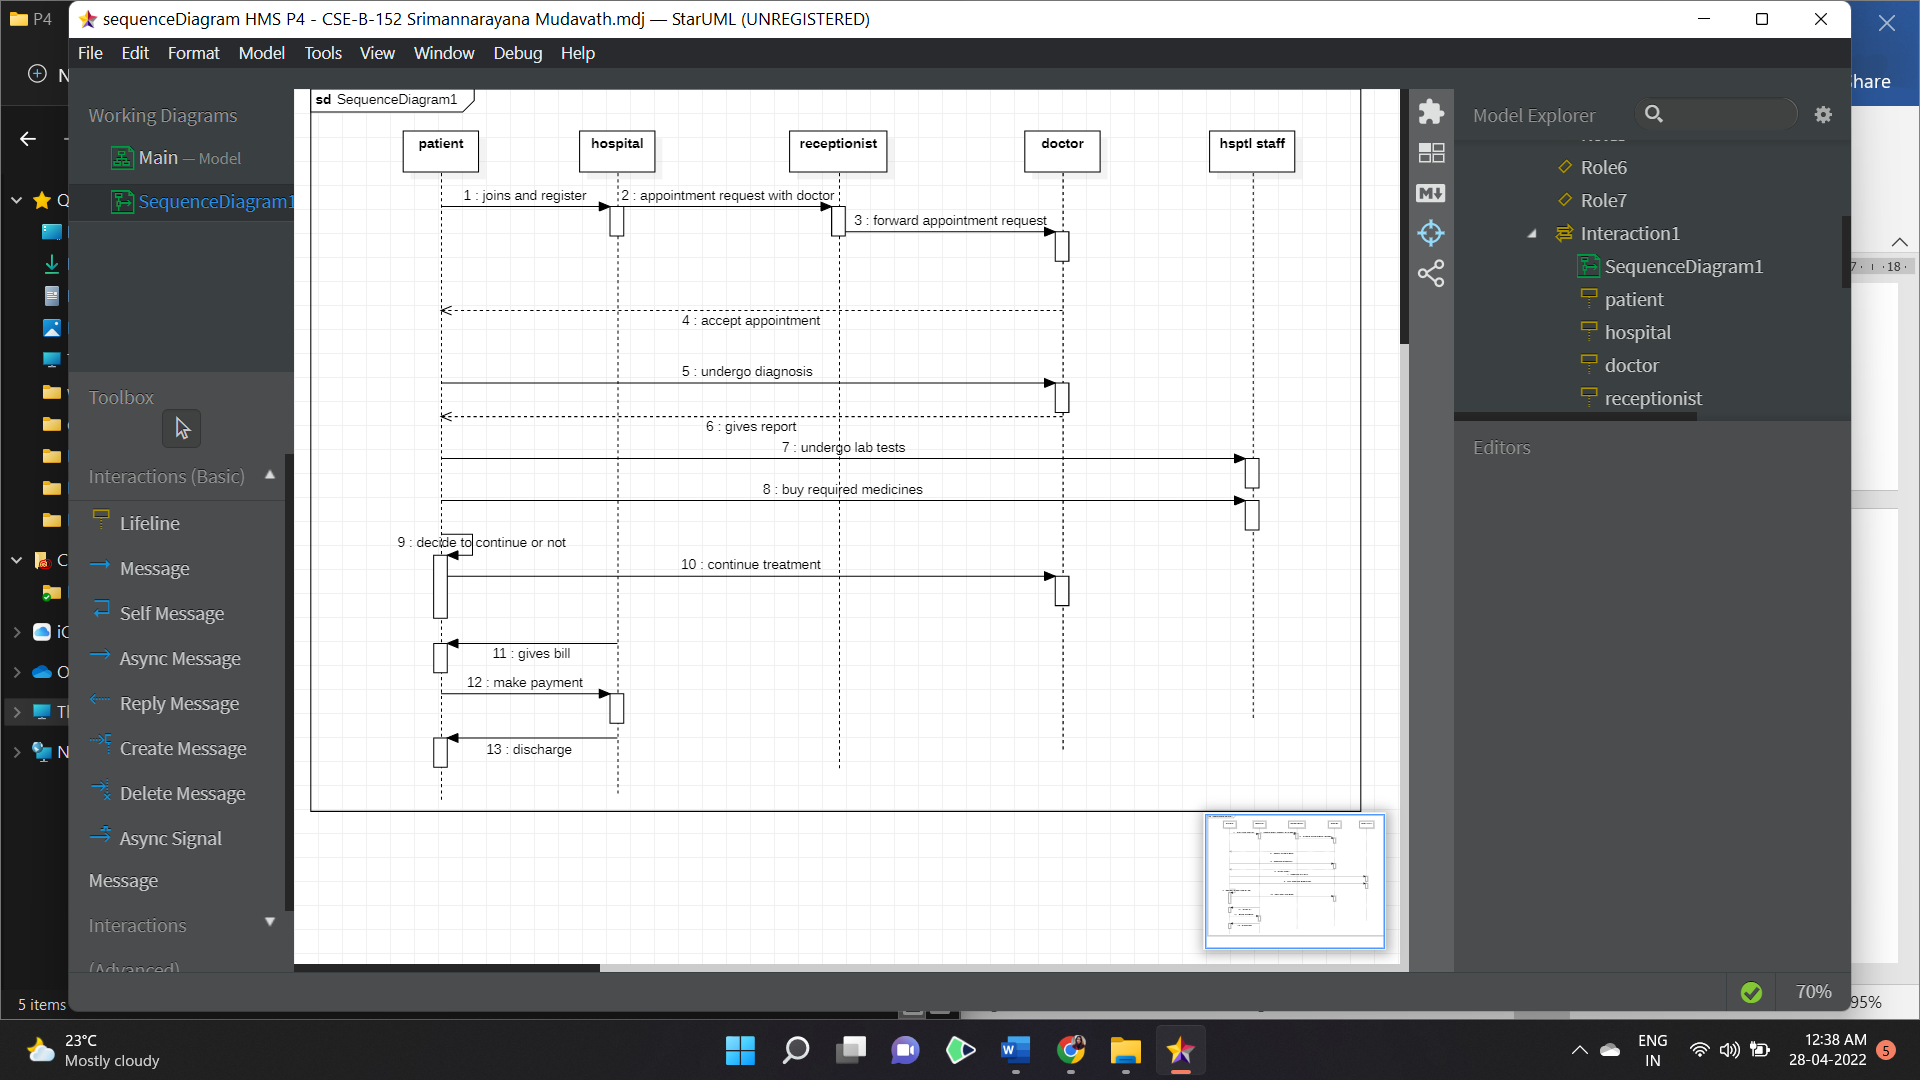 P4
sequenceDiagram HMS P4 - CSE-B-152 Srimannarayana Mudavath.mdj — StarUML (UNREGISTERED)
File Edit Format Model Tools View Window Debug Help
Working Diagrams
Main — Model
SequenceDiagram1
Toolbox
Interactions (Basic)
Lifeline
Message
Self Message
Async Message
Reply Message
Create Message
Delete Message
Async Signal
Message
Interactions
(Advanced)
sd SequenceDiagram1
patient hospital receptionist doctor hsptl staff
1 : joins and register
2 : appointment request with doctor
3 : forward appointment request
4 : accept appointment
5 : undergo diagnosis
6 : gives report
7 : undergo lab tests
8 : buy required medicines
9 : decide to continue or not
10 : continue treatment
11 : gives bill
12 : make payment
13 : discharge
M
Model Explorer
Role6
Role7
Interaction1
SequenceDiagram1
patient
hospital
doctor
receptionist
Editors
70%
hare
7 · ı · 18 ·
95%
5 items
23°C
Mostly cloudy
W
ENG
IN
12:38 AM
28-04-2022
5